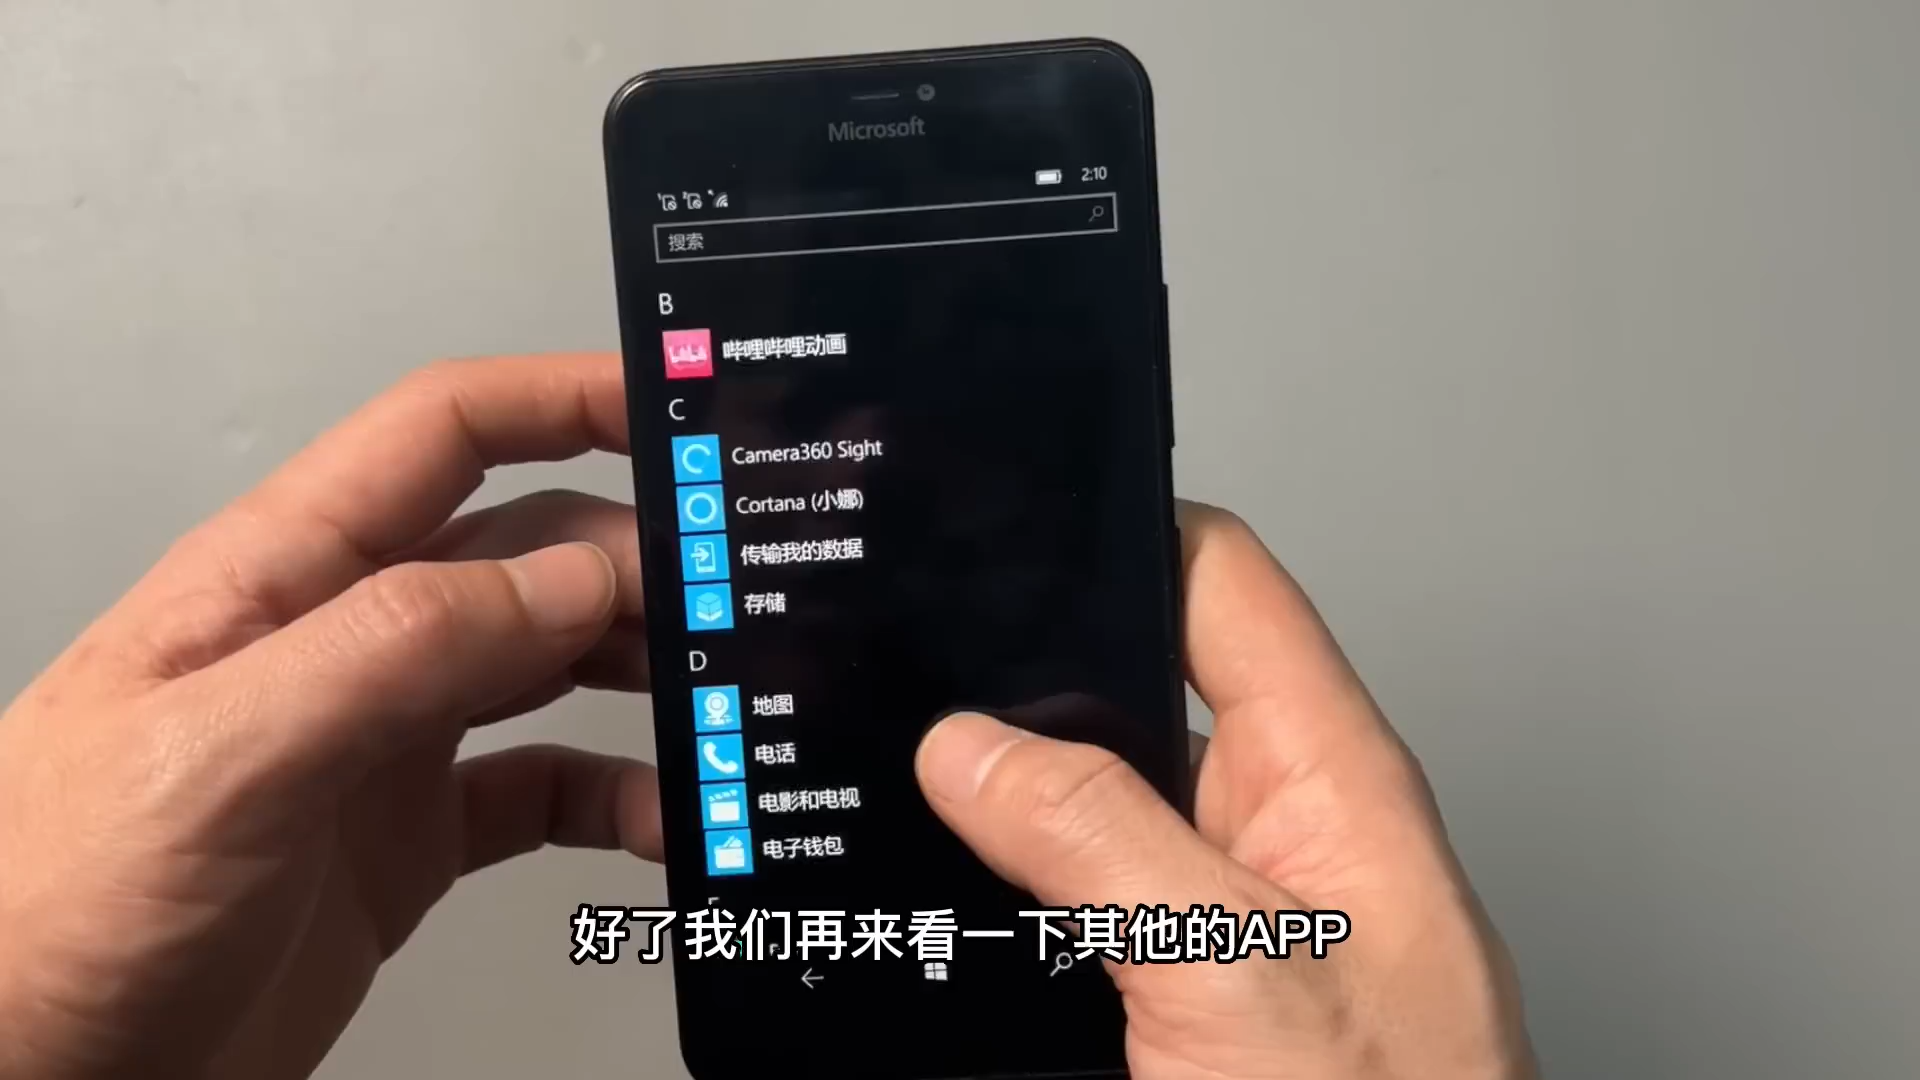 Microsoft
2:10
搜索
B
哔哩哔哩动画
C
Camera360 Sight
Cortana (小娜)
传输我的数据
存储
D
地图
电话
电影和电视
电子钱包
好了我们再来看一下其他的APP